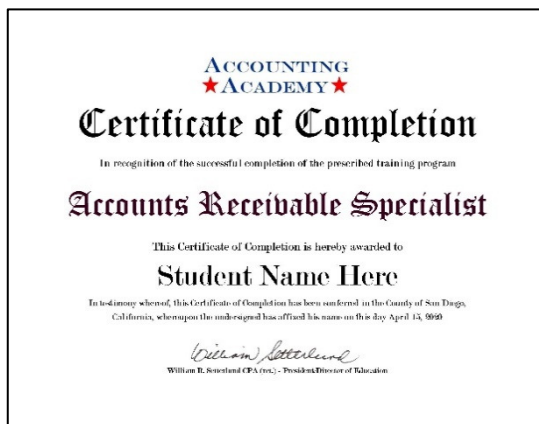 ACCOUNTING
★ACADEMY★
Certificate of Completion
In recognition of the successful completion of the prescribed training program
Accounts Receivable Specialist
This Certificate of Completion is hereby awarded to
Student Name Here
In testimony whereof, this Certificate of Completion has been conferred in the County of San Diego,
California, whereupon the undersigned has affixed his name on this day April 15,
William Setterlund
William R. Setterlund CPA (ret.) - President/Director of Education